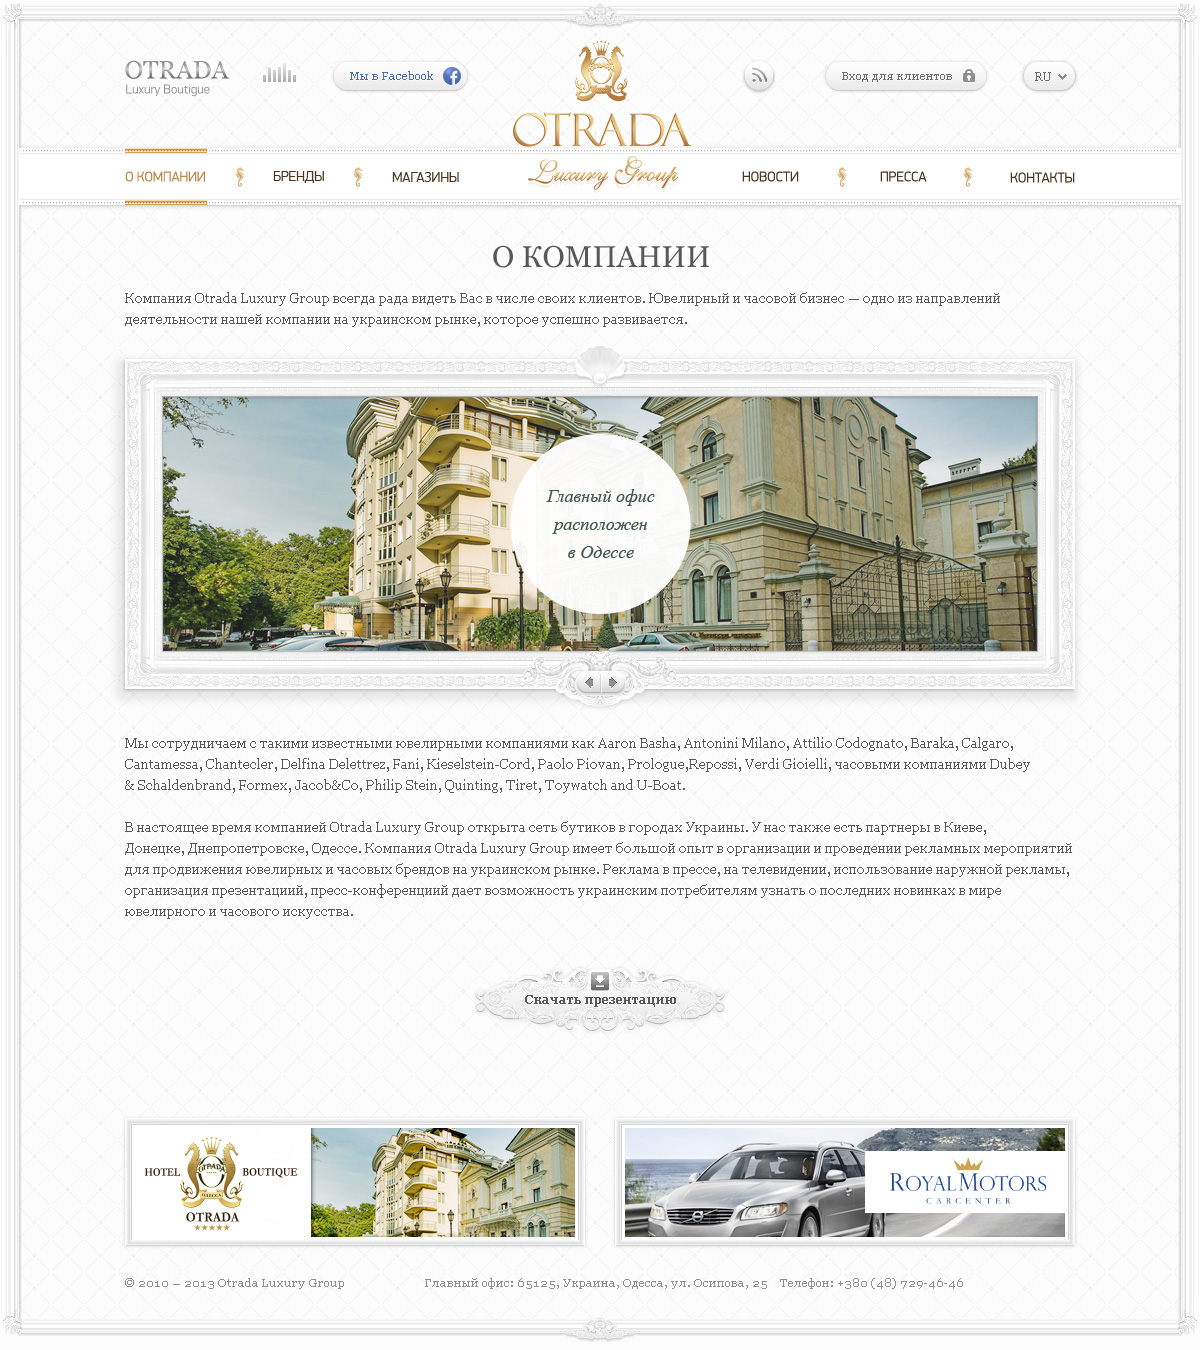 OTRADA
Luxury Boutique
Мы в Facebook
OTRADA
Luxury Group
Вход для клиентов
RU
О КОМПАНИИ
БРЕНДЫ
МАГАЗИНЫ
НОВОСТИ
ПРЕССА
КОНТАКТЫ
О КОМПАНИИ
Компания Otrada Luxury Group всегда рада видеть Вас в числе своих клиентов. Ювелирный и часовой бизнес — одно из направлений
деятельности нашей компании на украинском рынке, которое успешно развивается.
Главный офис
расположен
в Одессе
Мы сотрудничаем с такими известными ювелирными компаниями как Aaron Basha, Antonini Milano, Attilio Codognato, Baraka, Calgaro,
Cantamessa, Chantecler, Delfina Delettrez, Fani, Kieselstein-Cord, Paolo Piovan, Prologue,Repossi, Verdi Gioielli, часовыми компаниями Dubey
& Schaldenbrand, Formex, Jacob&Co, Philip Stein, Quinting, Tiret, Toywatch and U-Boat.
В настоящее время компанией Otrada Luxury Group открыта сеть бутиков в городах Украины. У нас также есть партнеры в Киеве,
Донецке, Днепропетровске, Одессе. Компания Otrada Luxury Group имеет большой опыт в организации и проведении рекламных мероприятий
для продвижения ювелирных и часовых брендов на украинском рынке. Реклама в прессе, на телевидении, использование наружной рекламы,
организация презентациий, пресс-конференциий дает возможность украинским потребителям узнать о последних новинках в мире
ювелирного и часового искусства.
Скачать презентацию
HOTEL
OTRADA
BOUTIQUE
ОДЕССА
OTRADA
ROYAL MOTORS
CARCENTER
© 2010 – 2013 Otrada Luxury Group
Главный офис: 65125, Украина, Одесса, ул. Осипова, 25 Телефон: +380 (48) 729-46-46